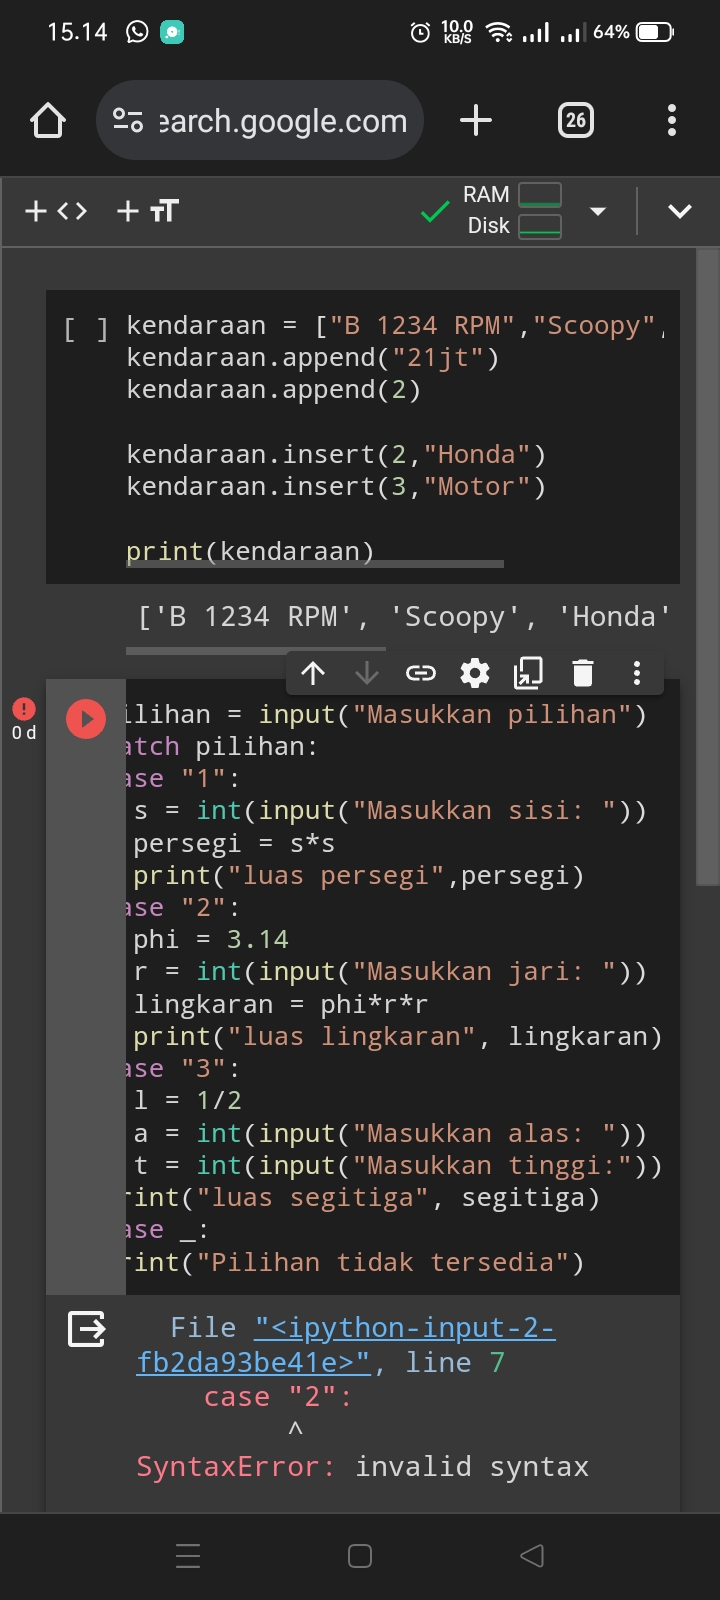 15.14
10.0 KB/S
64%
earch.google.com
26
RAM
Disk
[ ] kendaraan = ["B 1234 RPM","Scoopy",
kendaraan.append("21jt")
kendaraan.append(2)
kendaraan.insert(2,"Honda")
kendaraan.insert(3,"Motor")
print(kendaraan)
['B 1234 RPM', 'Scoopy', 'Honda'
0 d
ilihan = input("Masukkan pilihan")
atch pilihan:
ase "1":
s = int(input("Masukkan sisi: "))
persegi = s*s
print("luas persegi",persegi)
ase "2":
phi = 3.14
r = int(input("Masukkan jari: "))
lingkaran = phi*r*r
print("luas lingkaran", lingkaran)
ase "3":
l = 1/2
a = int(input("Masukkan alas: "))
t = int(input("Masukkan tinggi:"))
rint("luas segitiga", segitiga)
ase _:
rint("Pilihan tidak tersedia")
File "<ipython-input-2-
fb2da93be41e>", line 7
case "2":
^
SyntaxError: invalid syntax